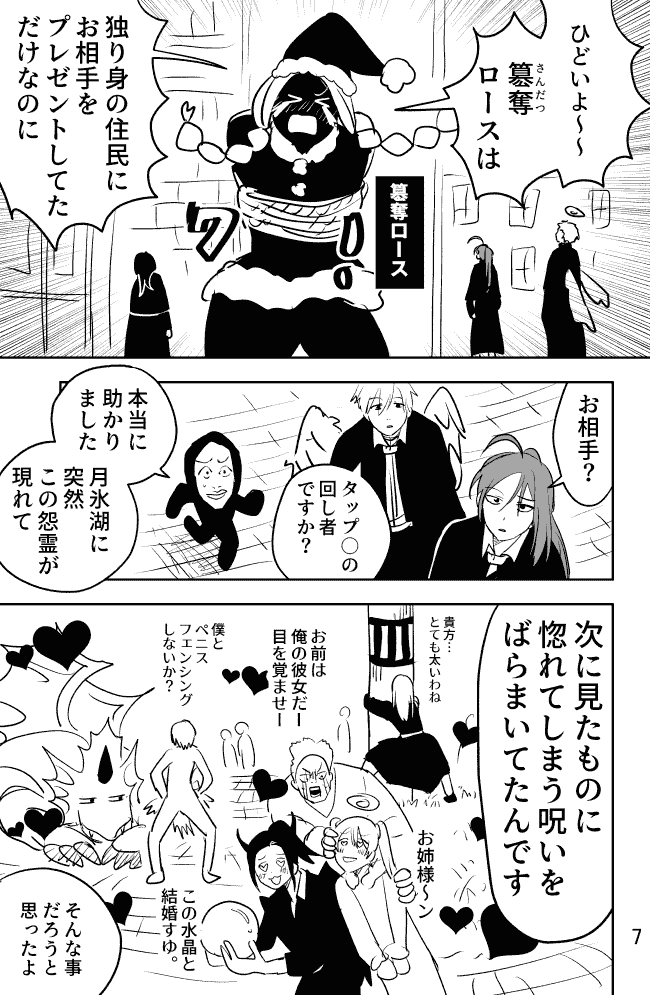 ひどいよ～～
簒奪
さんだつ
ロースは
独り身の住民に
お相手を
プレゼントしてた
だけなのに
簒奪ロース
グロ。
お相手？
タップ〇の
回し者
ですか？
本当に
助かり
ました
月氷湖に
突然
この怨霊が
現れて
次に見たものに
惚れてしまう呪いを
ばらまいてたんです
貴方…
とても太いわね
お前は
俺の彼女だー
目を覚ませー
僕と
ペニス
フェンシング
しないか？
お姉様〜ン
この水晶と
結婚すゆ。
そんな事
だろうと
思ったよ
7